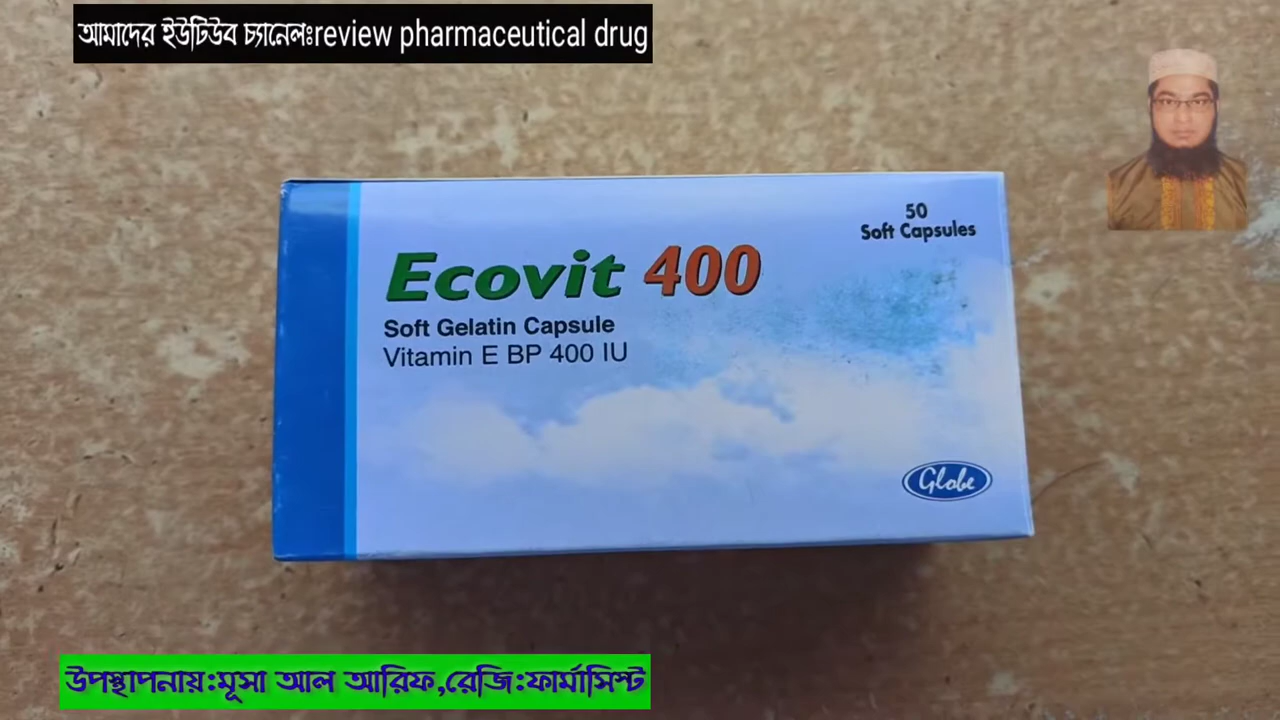 আমাদের ইউটিউব চ্যানেলঃreview pharmaceutical drug
50
Soft Capsules
Ecovit 400
Soft Gelatin Capsule
Vitamin E BP 400 IU
Globe
উপস্থাপনায়:মূসা আল আরিফ,রেজি:ফার্মাসিস্ট